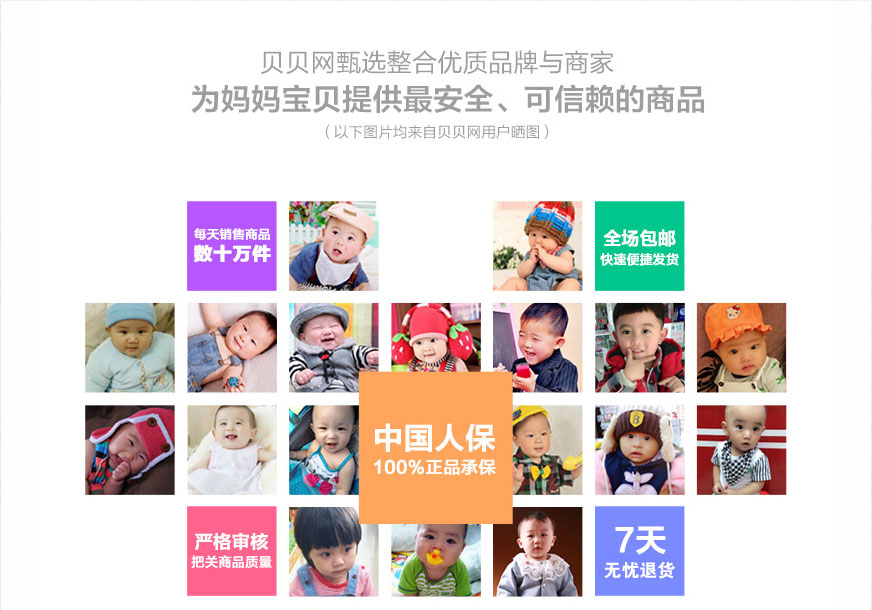 贝贝网甄选整合优质品牌与商家
为妈妈宝贝提供最安全、可信赖的商品
（以下图片均来自贝贝网用户晒图）
每天销售商品
数十万件
全场包邮
快速便捷发货
中国人保
100%正品承保
严格审核
把关商品质量
7天
无忧退货